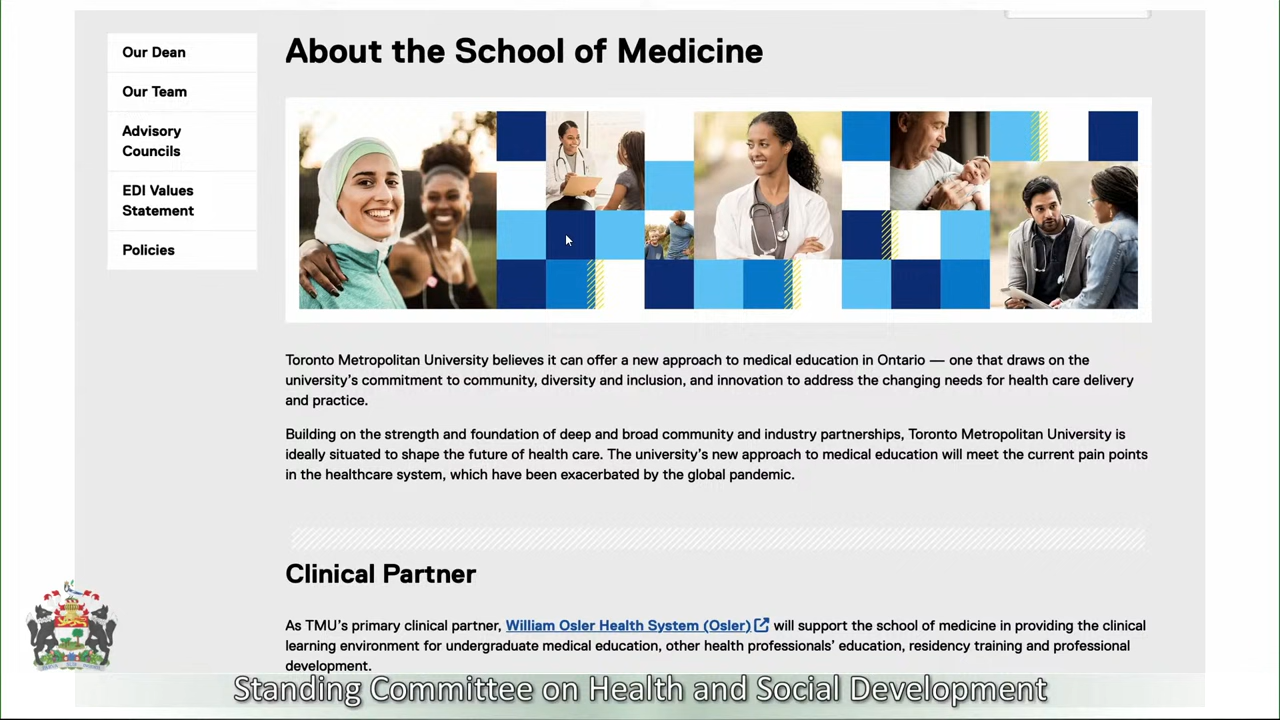 Our Dean
Our Team
Advisory
Councils
EDI Values
Statement
Policies
About the School of Medicine
Toronto Metropolitan University believes it can offer a new approach to medical education in Ontario — one that draws on the
university's commitment to community, diversity and inclusion, and innovation to address the changing needs for health care delivery
and practice.
Building on the strength and foundation of deep and broad community and industry partnerships, Toronto Metropolitan University is
ideally situated to shape the future of health care. The university's new approach to medical education will meet the current pain points
in the healthcare system, which have been exacerbated by the global pandemic.
Clinical Partner
As TMU's primary clinical partner, William Osler Health System (Osler) will support the school of medicine in providing the clinical
learning environment for undergraduate medical education, other health professionals' education, residency training and professional
development.
Standing Committee on Health and Social Development